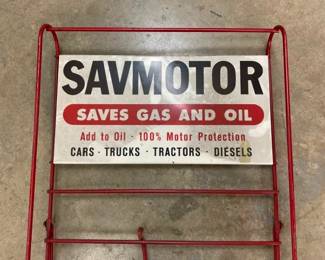 SAVMOTOR
SAVES GAS AND OIL
Add to Oil - 100% Motor Protection
CARS · TRUCKS · TRACTORS · DIESELS